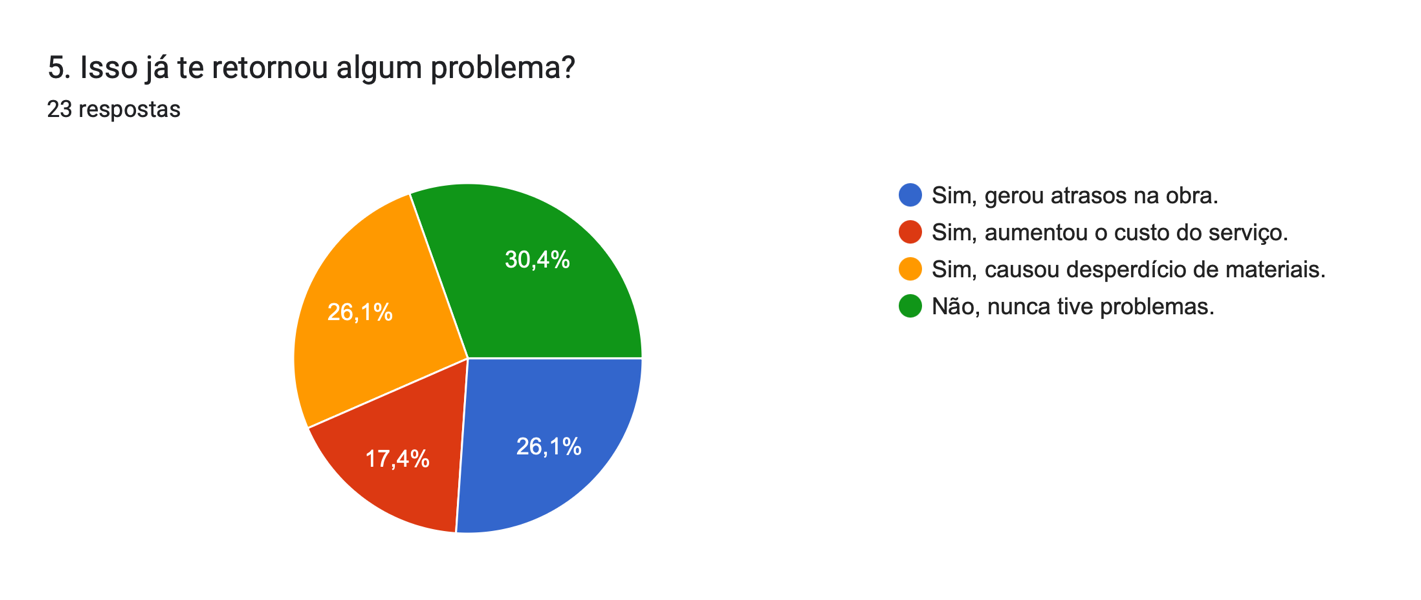 5. Isso já te retornou algum problema?
23 respostas
Sim, gerou atrasos na obra.
Sim, aumentou o custo do serviço.
Sim, causou desperdício de materiais.
Não, nunca tive problemas.
30,4%
26,1%
17,4%
26,1%